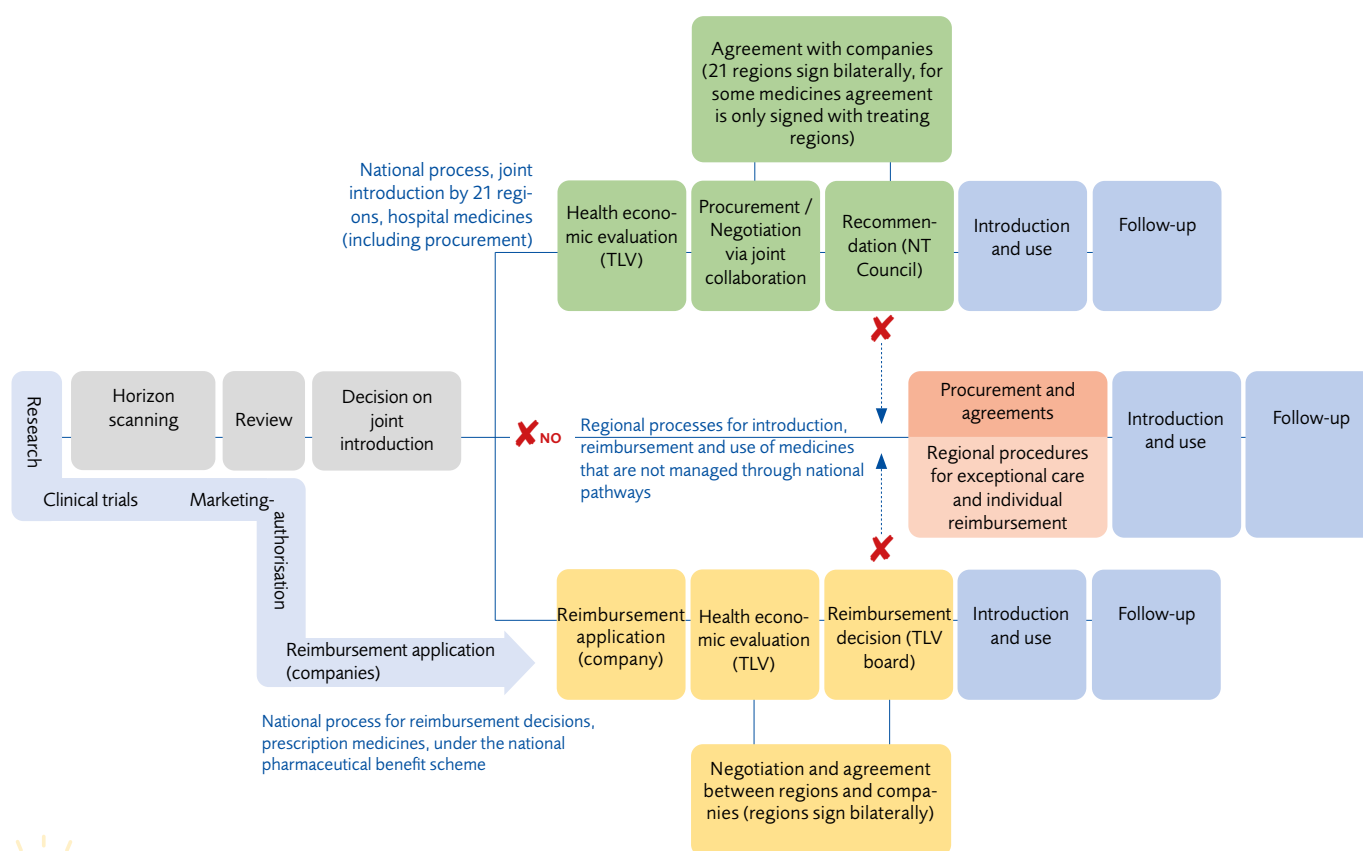 Agreement with companies
(21 regions sign bilaterally, for
some medicines agreement
is only signed with treating
regions)
National process, joint
introduction by 21 regi-
ons, hospital medicines
(including procurement)
Health econo-
mic evaluation
(TLV)
Procurement /
Negotiation
via joint
collaboration
Recommen-
dation (NT
Council)
Introduction
and use
Follow-up
Research
Horizon
scanning
Review
Decision on
joint
introduction
NO
Regional processes for introduction,
reimbursement and use of medicines
that are not managed through national
pathways
Procurement and
agreements
Regional procedures
for exceptional care
and individual
reimbursement
Introduction
and use
Follow-up
Clinical trials
Marketing-
authorisation
Reimbursement application
(companies)
Reimbursement
application
(company)
Health econo-
mic evaluation
(TLV)
Reimbursement
decision (TLV
board)
Introduction
and use
Follow-up
National process for reimbursement decisions,
prescription medicines, under the national
pharmaceutical benefit scheme
Negotiation and agreement
between regions and compa-
nies (regions sign bilaterally)